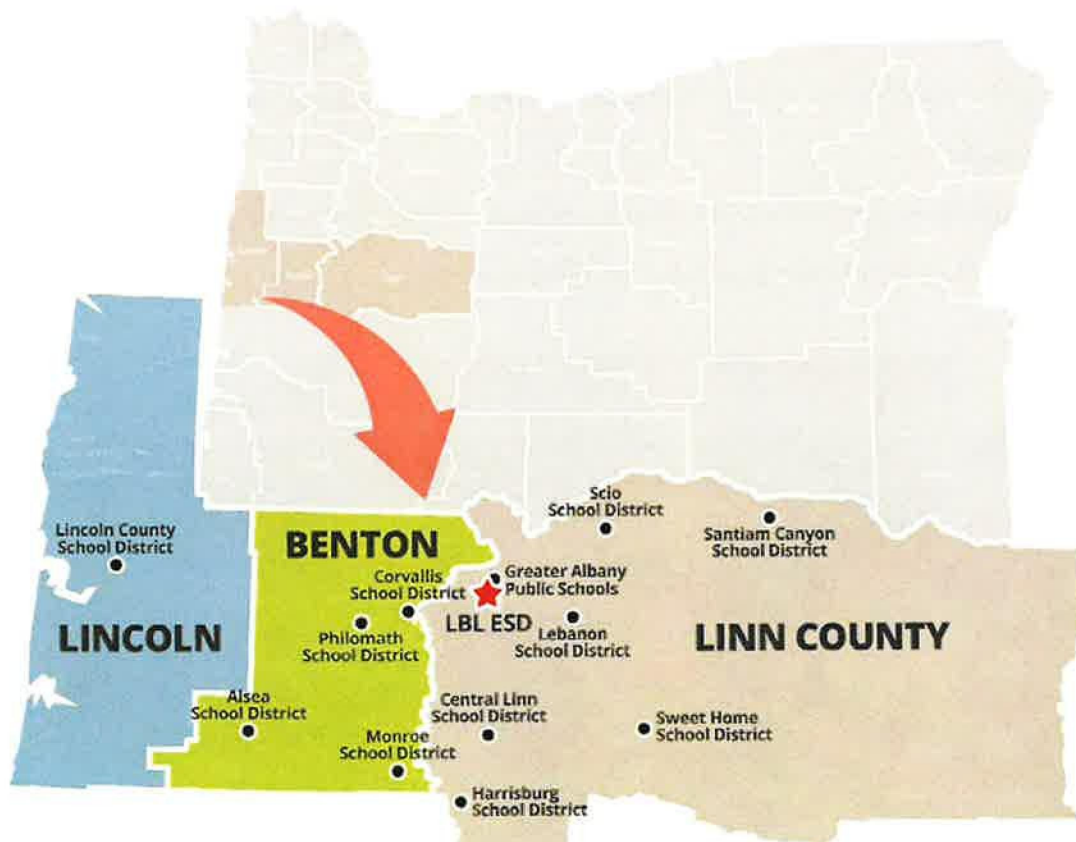 Scio
School District
Santiam Canyon
School District
Lincoln County
School District
BENTON
Corvallis
School District
Greater Albany
Public Schools
LBL ESD
Philomath
School District
Lebanon
School District
LINCOLN
LINN COUNTY
Alsea
School District
Central Linn
School District
Sweet Home
School District
Monroe
School District
Harrisburg
School District